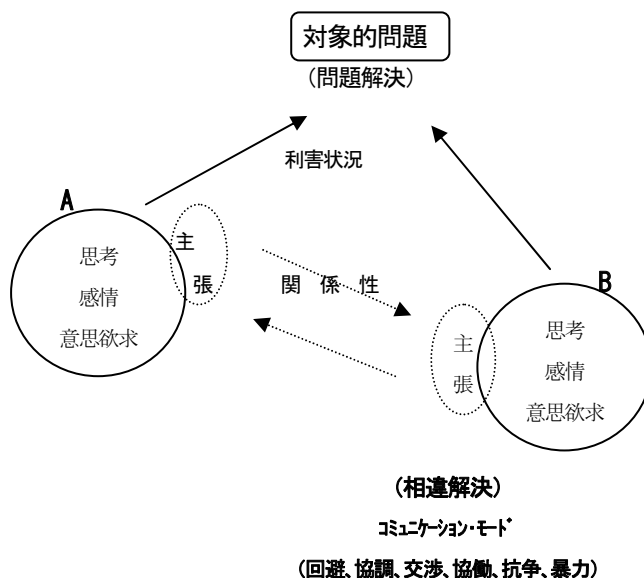 対象的問題
(問題解決)
利害状況
A
思考
感情
意思欲求
主
張
関 係 性
B
主
張
思考
感情
意思欲求
(相違解決)
ｺﾐｭﾆｹｰｼｮﾝ・ﾓｰﾄﾞ
(回避、協調、交渉、協働、抗争、暴力)